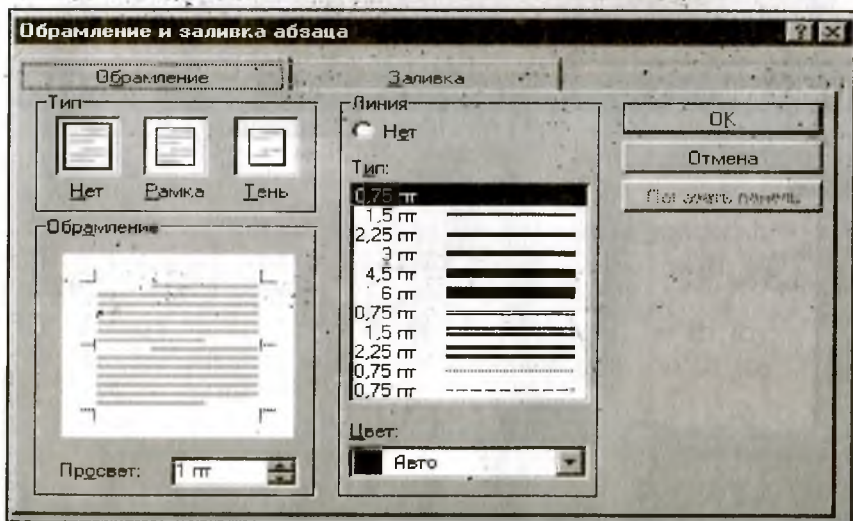 Обрамление и заливка абзаца
Обрамление
Заливка
Тип
Нет
Рамка
Тень
Обрамление
Просвет:
1 пт
Линия
Нет
Тип:
0,75 пт
1,5 пт
2,25 пт
3 пт
4,5 пт
6 пт
0,75 пт
1,5 пт
2,25 пт
0,75 пт
0,75 пт
Цвет:
Авто
OK
Отмена
Показать панель